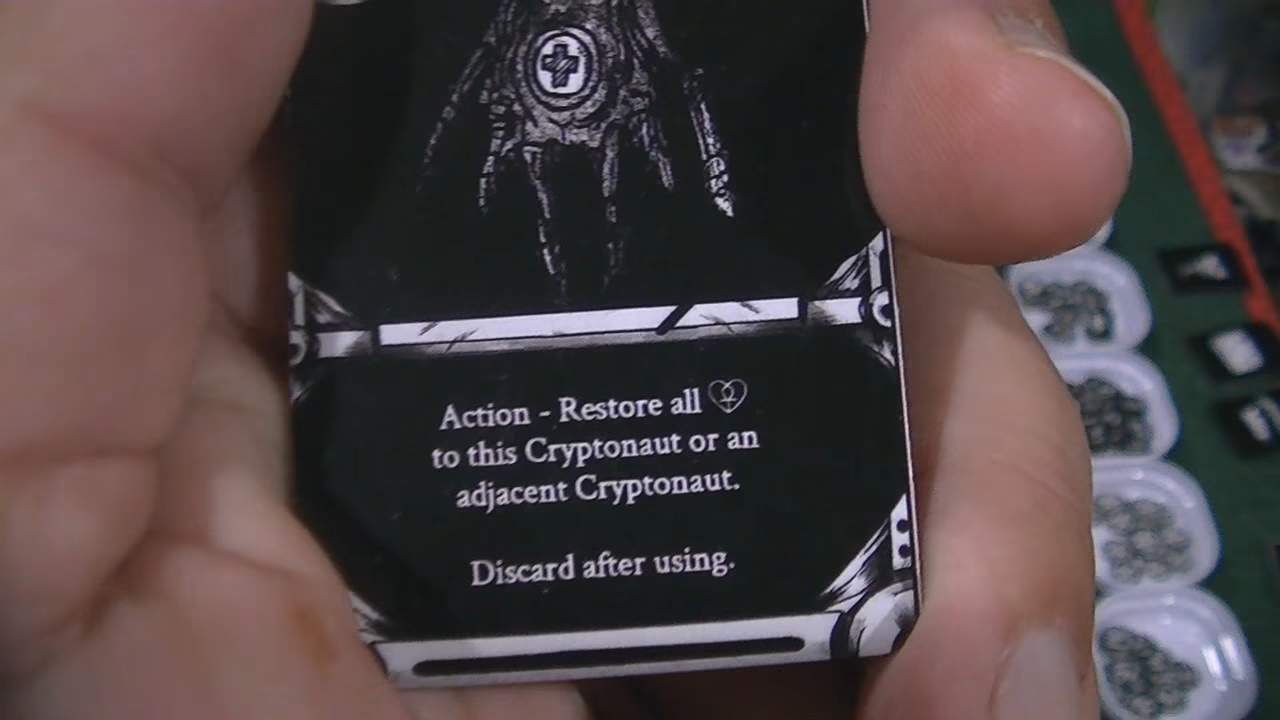 Action - Restore all
to this Cryptonaut or an
adjacent Cryptonaut.
Discard after using.